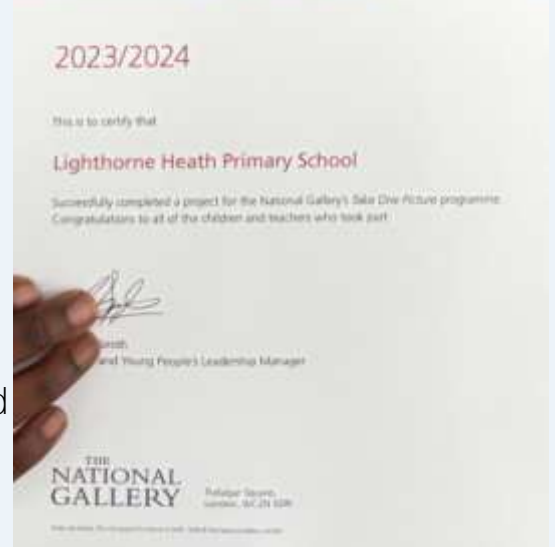 2023/2024
This is to certify that
Lighthorne Heath Primary School
Successfully completed a project for the National Gallery's Take One Picture programme.
Congratulations to all of the children and teachers who took part
and Young People's Leadership Manager
d
THE
NATIONAL
GALLERY
Trafalgar Square,
London, WC2N 5DN